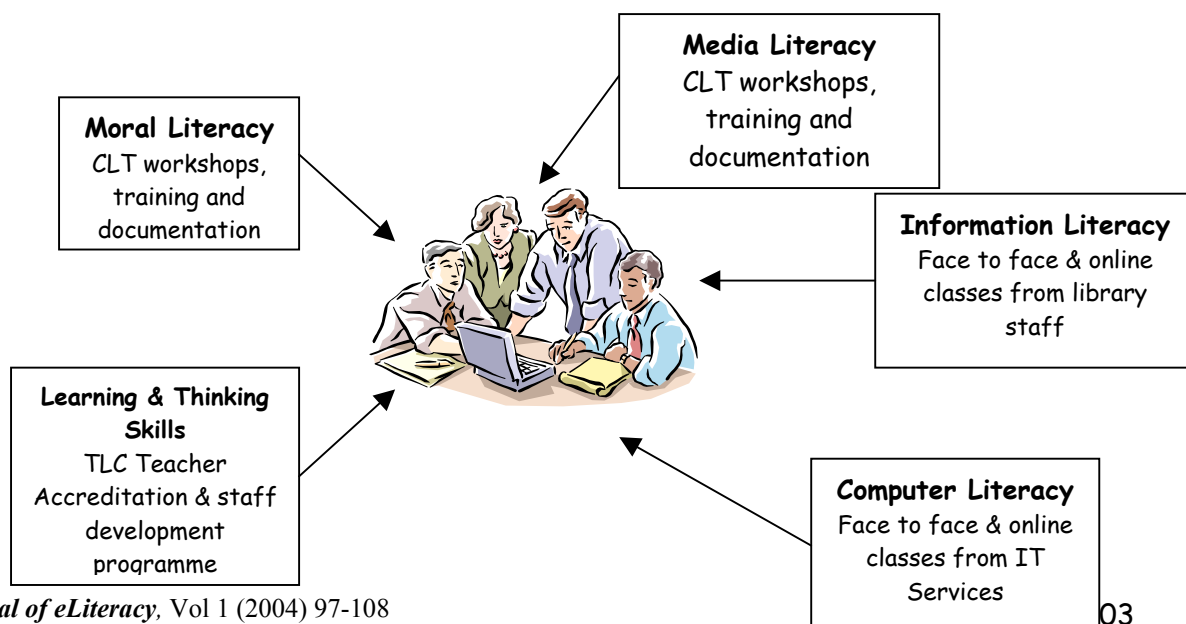 Media Literacy
CLT workshops,
training and
documentation
Moral Literacy
CLT workshops,
training and
documentation
Information Literacy
Face to face & online
classes from library
staff
Learning & Thinking
Skills
TLC Teacher
Accreditation & staff
development
programme
Computer Literacy
Face to face & online
classes from IT
Services
al of eLiteracy, Vol 1 (2004) 97-108
03